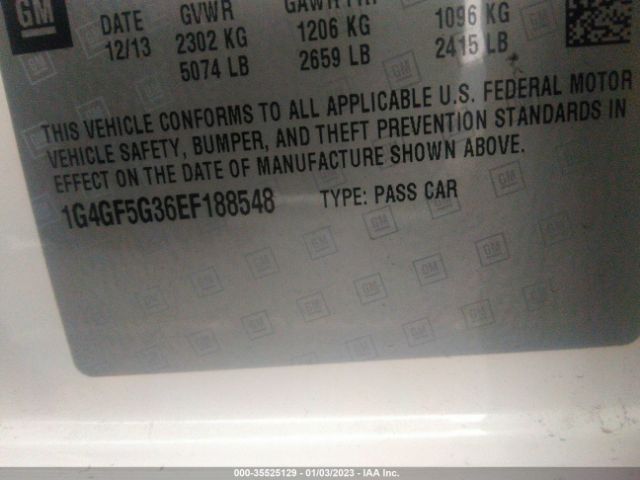 GM
DATE GVWR GAWR FRT
12/13 2302 KG 1206 KG 1096 KG
5074 LB 2659 LB 2415 LB
THIS VEHICLE CONFORMS TO ALL APPLICABLE U.S. FEDERAL MOTOR
VEHICLE SAFETY, BUMPER, AND THEFT PREVENTION STANDARDS IN
EFFECT ON THE DATE OF MANUFACTURE SHOWN ABOVE.
1G4GF5G36EF188548 TYPE: PASS CAR
000-35525129 - 01/03/2023 - IAA Inc.